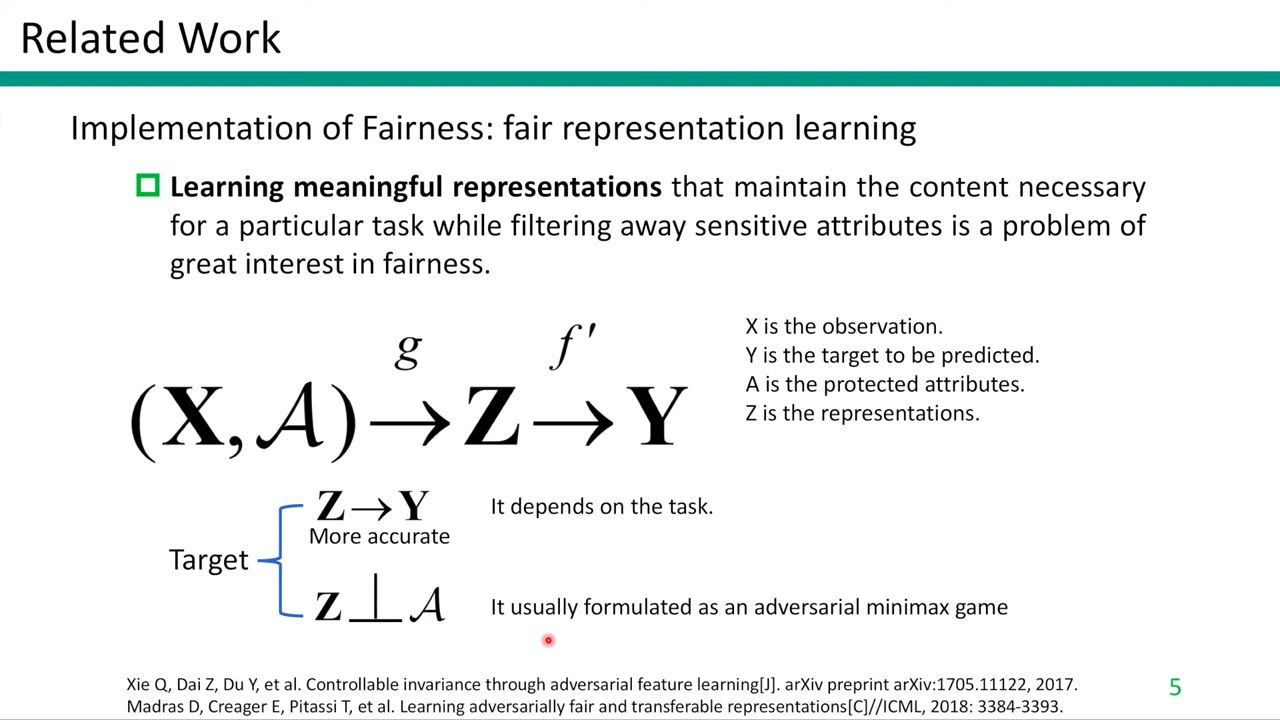 Related Work
Implementation of Fairness: fair representation learning
Learning meaningful representations that maintain the content necessary
for a particular task while filtering away sensitive attributes is a problem of
great interest in fairness.
g f′
(X, 𝒜) → Z → Y
X is the observation.
Y is the target to be predicted.
A is the protected attributes.
Z is the representations.
Target
Z → Y It depends on the task.
More accurate
Z ⊥ 𝒜 It usually formulated as an adversarial minimax game
Xie Q, Dai Z, Du Y, et al. Controllable invariance through adversarial feature learning[J]. arXiv preprint arXiv:1705.11122, 2017.
Madras D, Creager E, Pitassi T, et al. Learning adversarially fair and transferable representations[C]//ICML, 2018: 3384-3393.
5